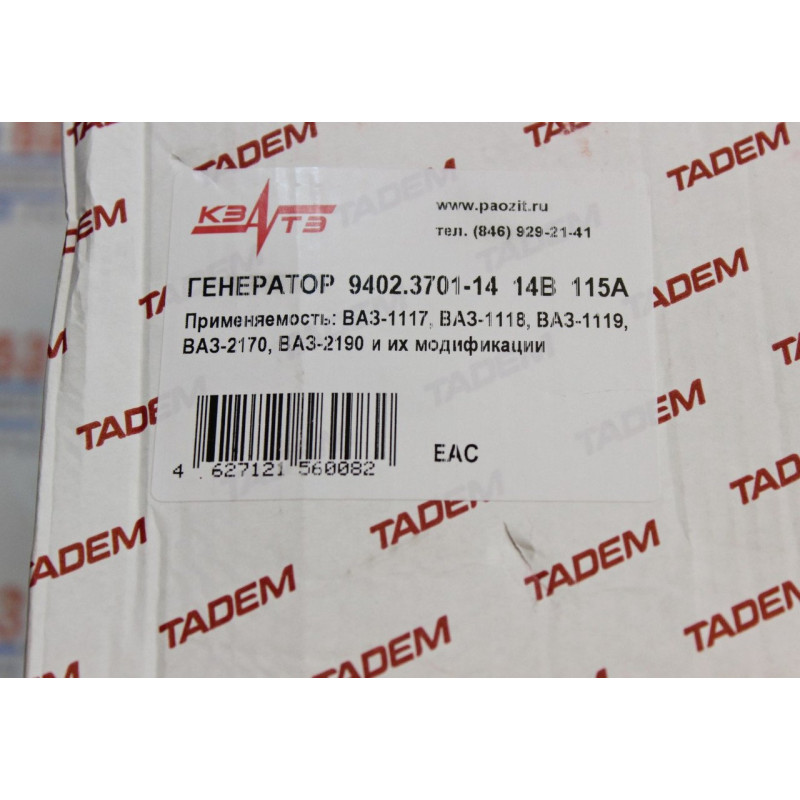 TADEM
TADEM
TADEM
TADEM
КЗАТЭ
www.paozit.ru
тел. (846) 929-21-41
ГЕНЕРАТОР 9402.3701-14 14В 115А
Применяемость: ВАЗ-1117, ВАЗ-1118, ВАЗ-1119,
ВАЗ-2170, ВАЗ-2190 и их модификации
TADEM
TADEM
TADEM
TADEM
4 627121 560082
EAC
TADEM
TADEM
TADEM
TADEM
TADEM
TADEM
TADEM